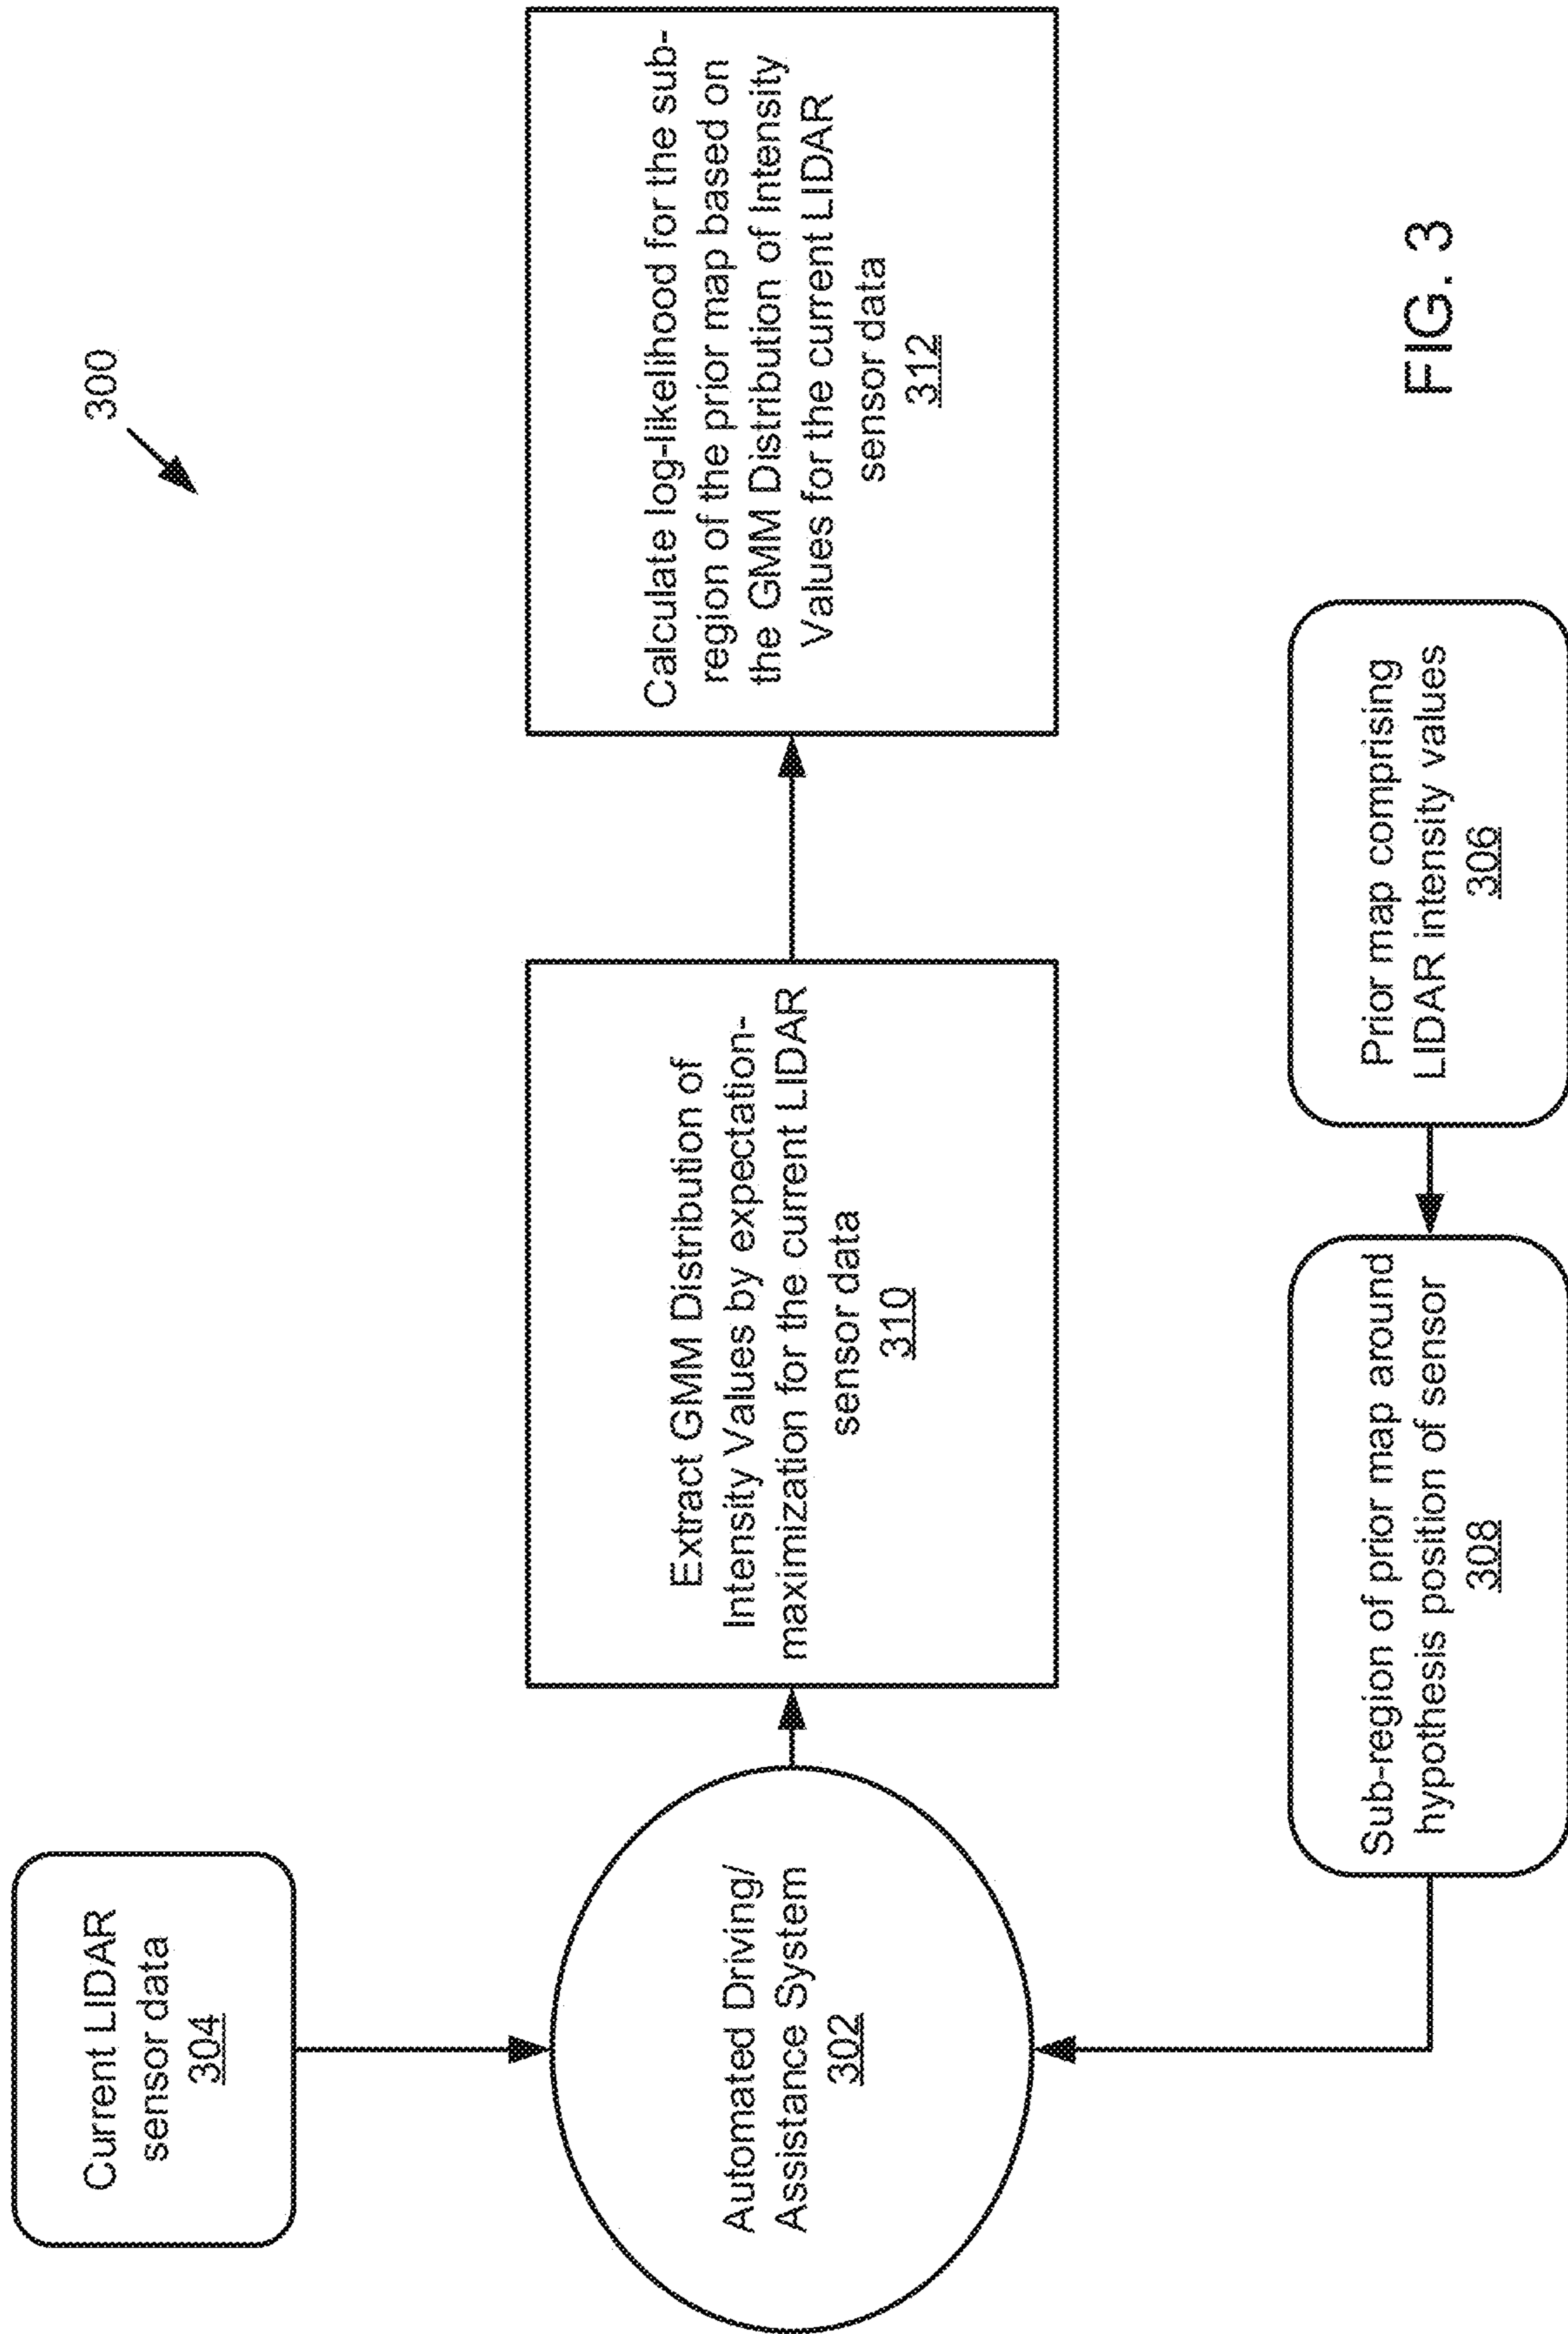 300
Current LIDAR
sensor data
304
Automated Driving/
Assistance System
302
Extract GMM Distribution of
Intensity Values by expectation-
maximization for the current LIDAR
sensor data
310
Calculate log-likelihood for the sub-
region of the prior map based on
the GMM Distribution of Intensity
Values for the current LIDAR
sensor data
312
Sub-region of prior map around
hypothesis position of sensor
308
Prior map comprising
LIDAR intensity values
306
FIG. 3